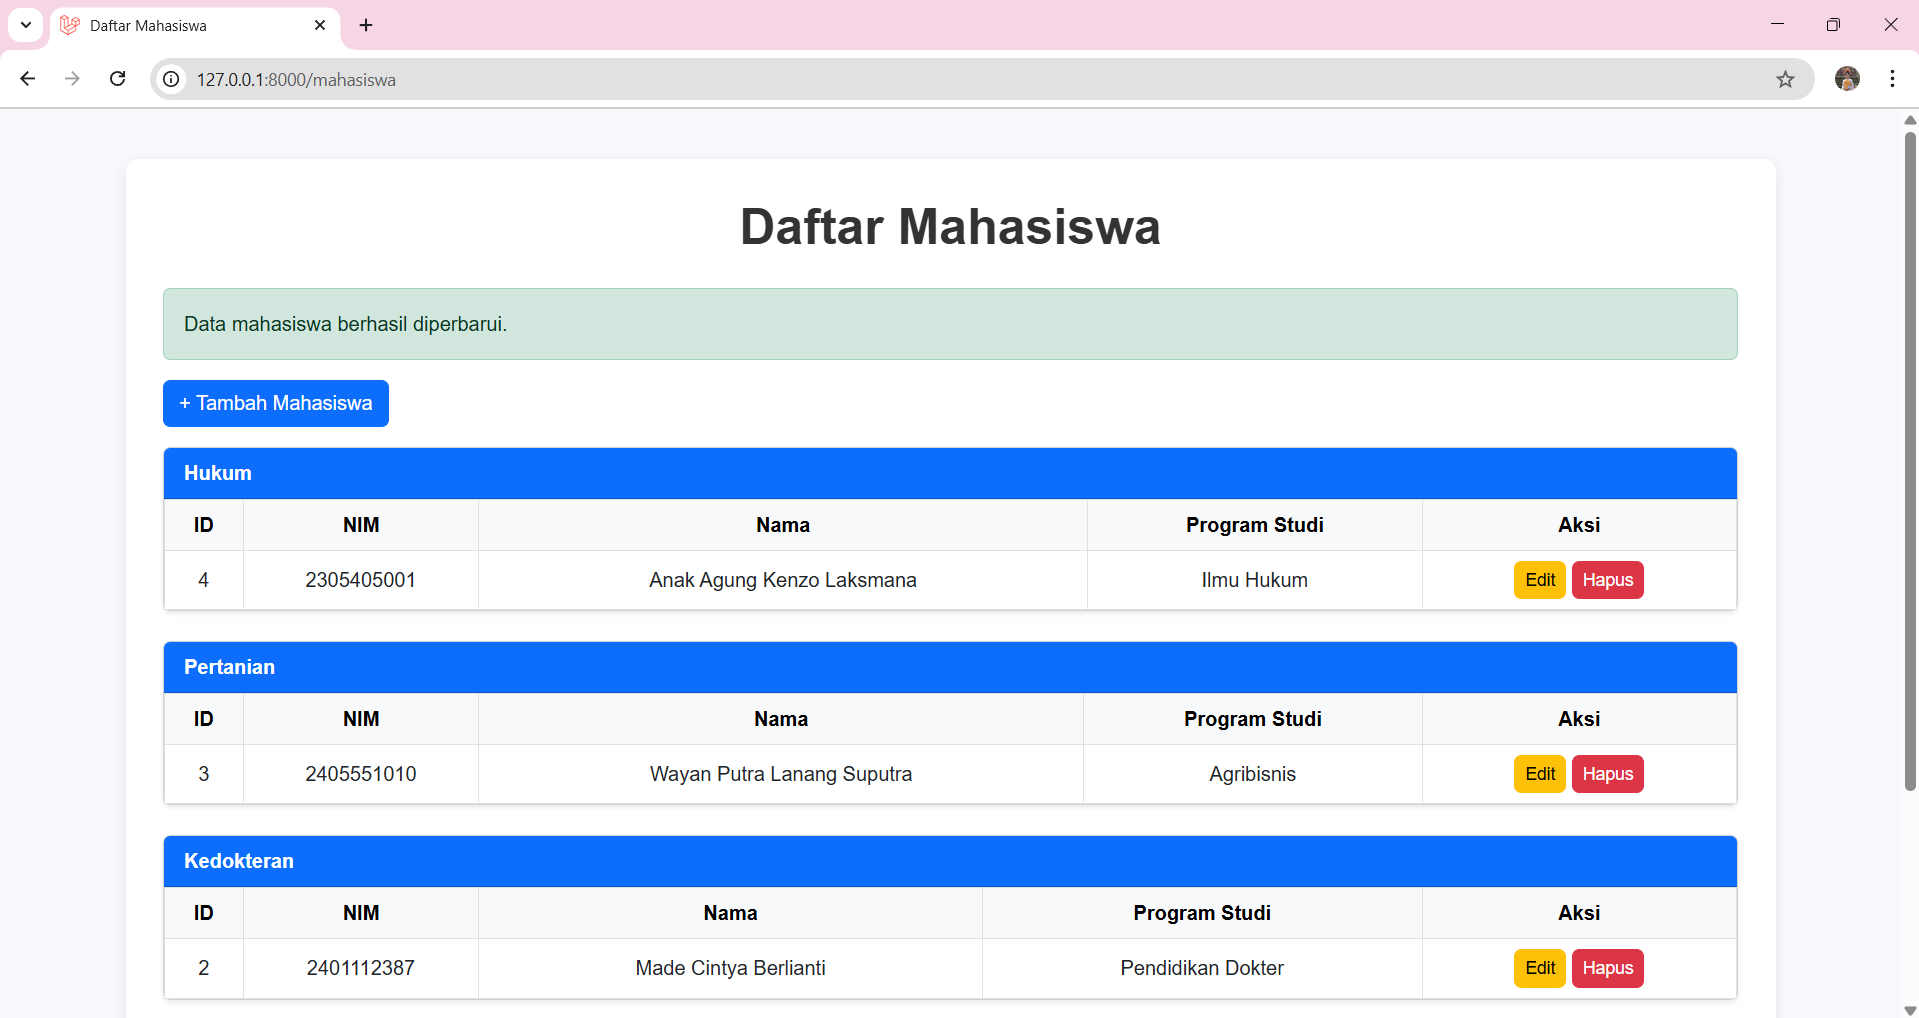 Daftar Mahasiswa
127.0.0.1:8000/mahasiswa
Daftar Mahasiswa
Data mahasiswa berhasil diperbarui.
+ Tambah Mahasiswa
Hukum
ID NIM Nama Program Studi Aksi
4 2305405001 Anak Agung Kenzo Laksmana Ilmu Hukum Edit Hapus
Pertanian
ID NIM Nama Program Studi Aksi
3 2405551010 Wayan Putra Lanang Suputra Agribisnis Edit Hapus
Kedokteran
ID NIM Nama Program Studi Aksi
2 2401112387 Made Cintya Berlianti Pendidikan Dokter Edit Hapus